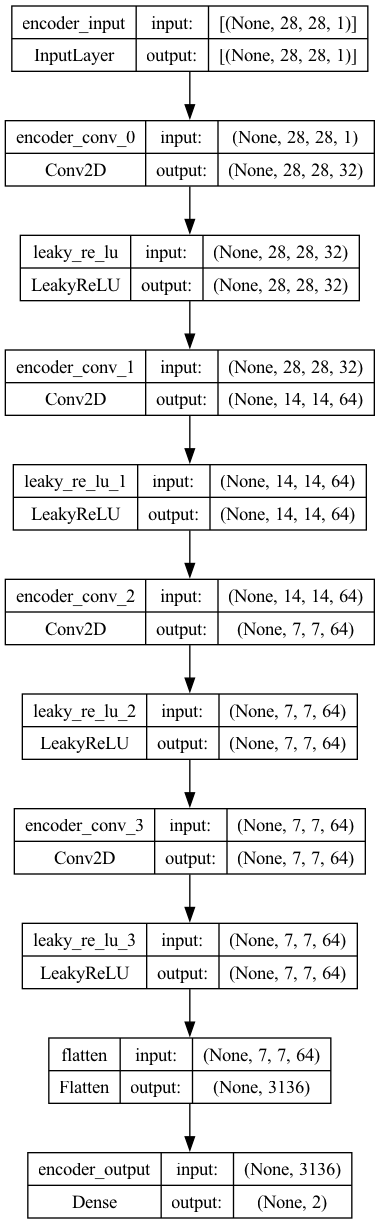 encoder_input input: [(None, 28, 28, 1)]
InputLayer output: [(None, 28, 28, 1)]
encoder_conv_0 input: (None, 28, 28, 1)
Conv2D output: (None, 28, 28, 32)
leaky_re_lu input: (None, 28, 28, 32)
LeakyReLU output: (None, 28, 28, 32)
encoder_conv_1 input: (None, 28, 28, 32)
Conv2D output: (None, 14, 14, 64)
leaky_re_lu_1 input: (None, 14, 14, 64)
LeakyReLU output: (None, 14, 14, 64)
encoder_conv_2 input: (None, 14, 14, 64)
Conv2D output: (None, 7, 7, 64)
leaky_re_lu_2 input: (None, 7, 7, 64)
LeakyReLU output: (None, 7, 7, 64)
encoder_conv_3 input: (None, 7, 7, 64)
Conv2D output: (None, 7, 7, 64)
leaky_re_lu_3 input: (None, 7, 7, 64)
LeakyReLU output: (None, 7, 7, 64)
flatten input: (None, 7, 7, 64)
Flatten output: (None, 3136)
encoder_output input: (None, 3136)
Dense output: (None, 2)